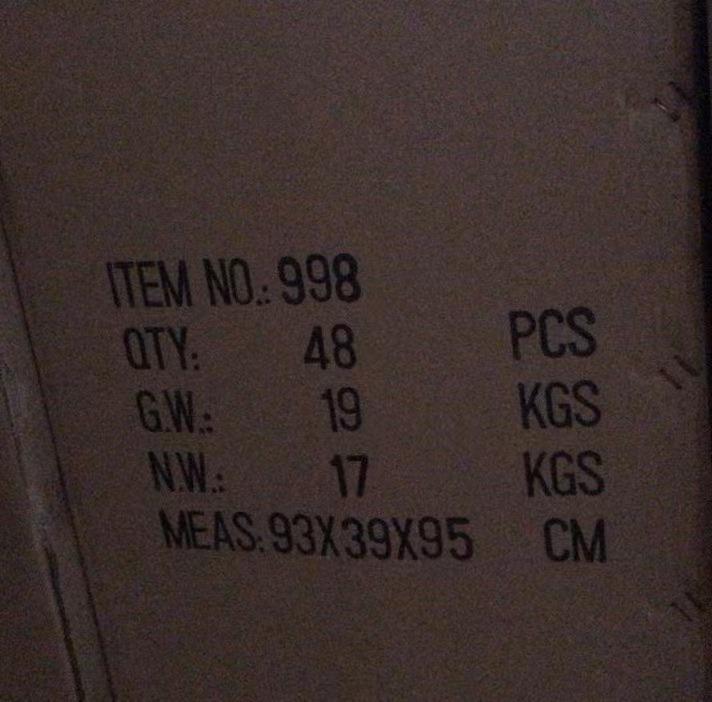 ITEM NO.: 998
QTY: 48 PCS
G.W.: 19 KGS
N.W.: 17 KGS
MEAS: 93X39X95 CM